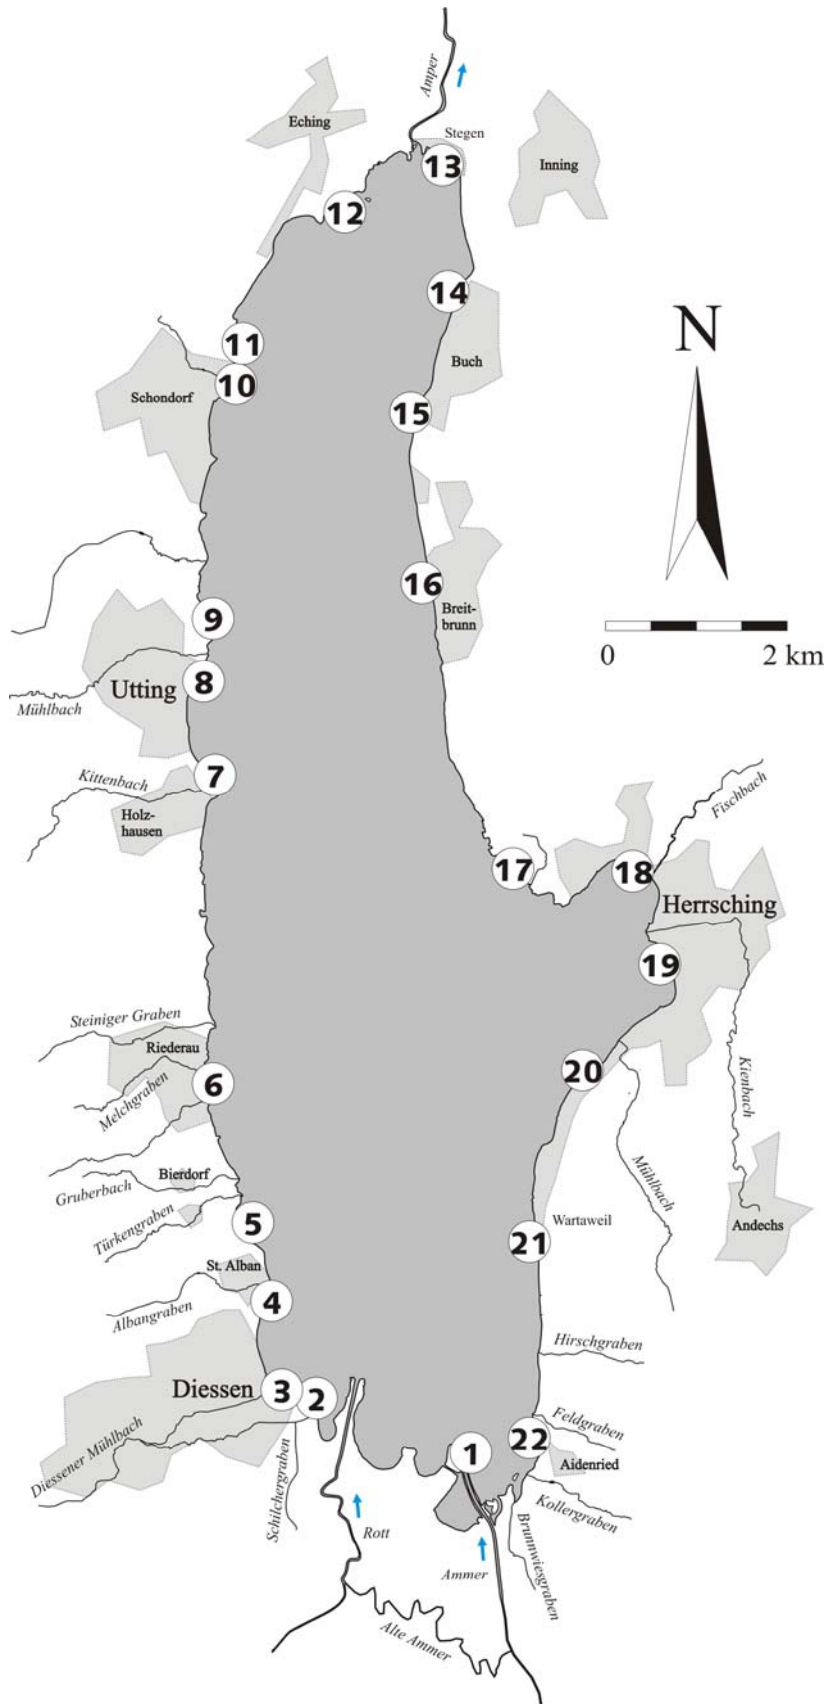 Amper
Eching
Stegen
13
Inning
12
14
N
11
Buch
10
Schondorf
15
16
9
Breit-
brunn
0
2 km
8
Utting
Mühlbach
7
Kittenbach
Fischbach
Holz-
hausen
17
18
Herrsching
19
Steiniger Graben
Riederau
20
6
Melchgraben
Kienbach
Bierdorf
Gruberbach
Mühlbach
5
Türkengraben
Wartaweil
Andechs
21
St. Alban
4
Albangraben
Hirschgraben
Diessen
3
2
Feldgraben
22
1
Diessener Mühlbach
Aidenried
Schilchergraben
Kollergraben
Rott
Brunnwiesgraben
Ammer
Alte Ammer